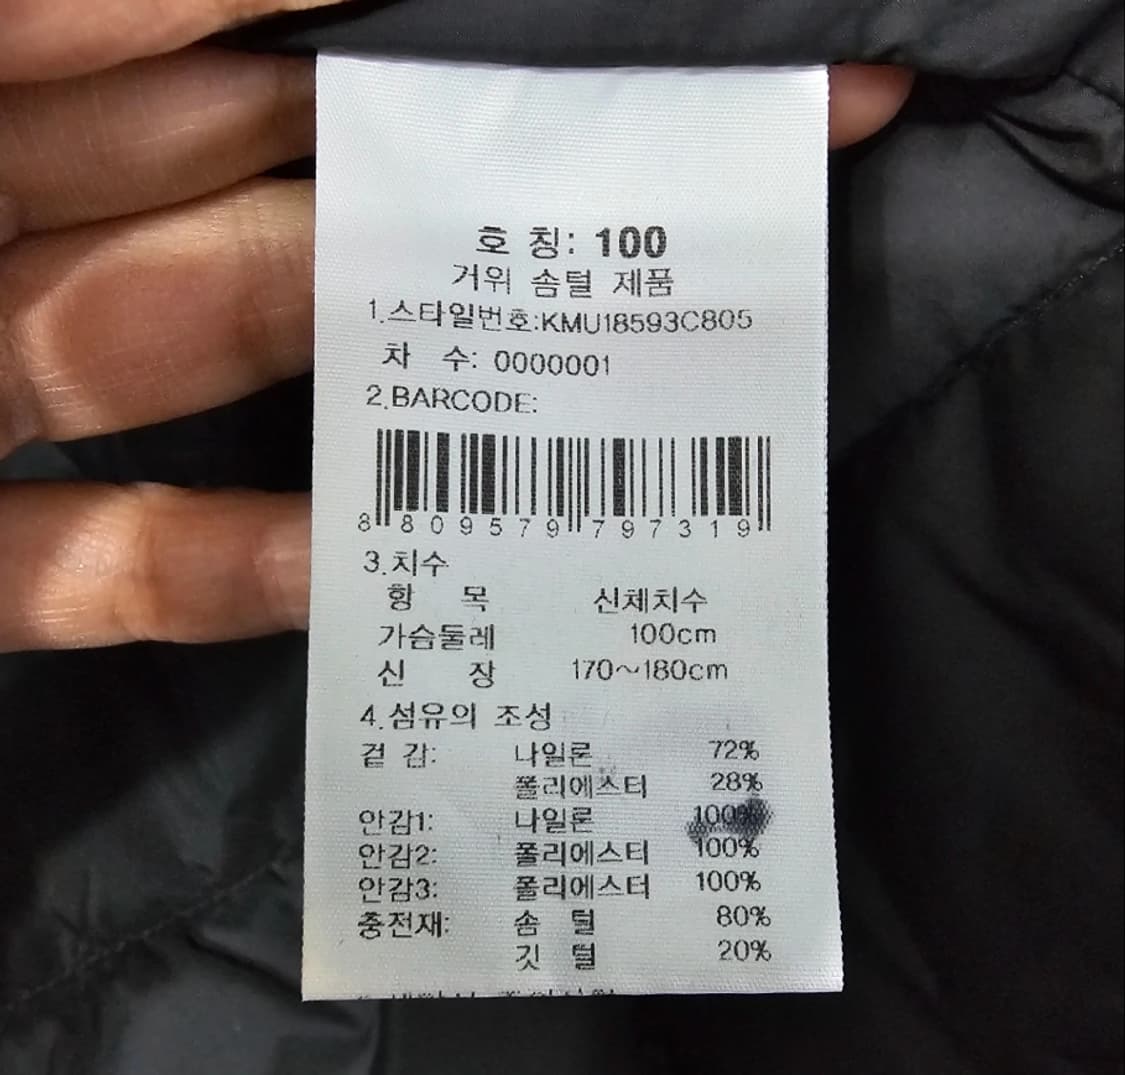 호 칭: 100
거위 솜털 제품
1.스타일번호:KMU18593C805
차 수: 0000001
2.BARCODE:
8 809579 797319
3.치수
항 목 신체치수
가슴둘레 100cm
신 장 170~180cm
4.섬유의 조성
겉 감: 나일론 72%
폴리에스터 28%
안감1: 나일론 100%
안감2: 폴리에스터 100%
안감3: 폴리에스터 100%
충전재: 솜 털 80%
깃 털 20%